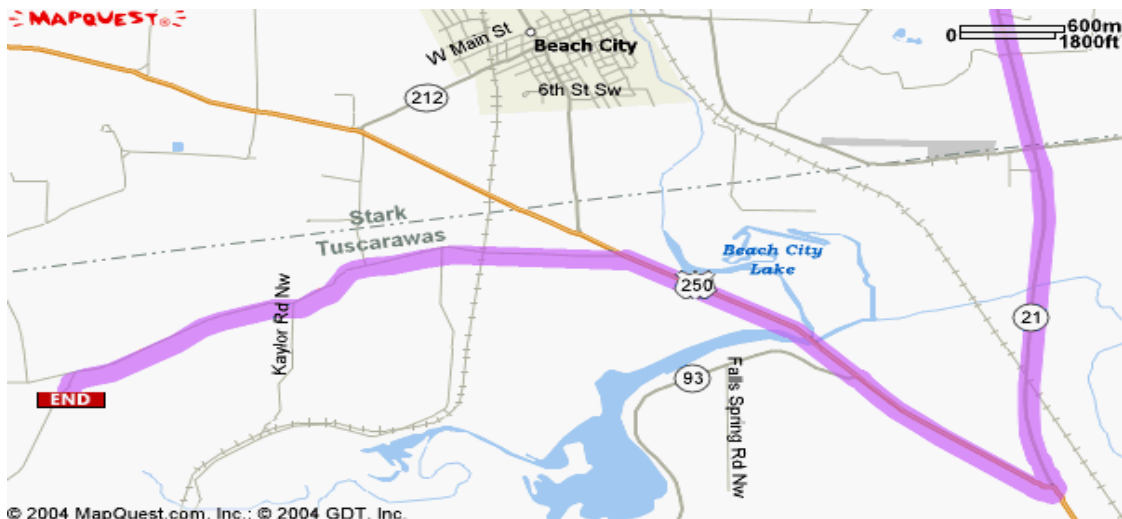 MAPQUEST®
W Main St
Beach City
6th St Sw
212
0 600m
1800ft
Stark
Tuscarawas
Beach City
Lake
250
21
Kaylor Rd Nw
93
Falls Spring Rd Nw
END
© 2004 MapQuest.com, Inc.; © 2004 GDT, Inc.